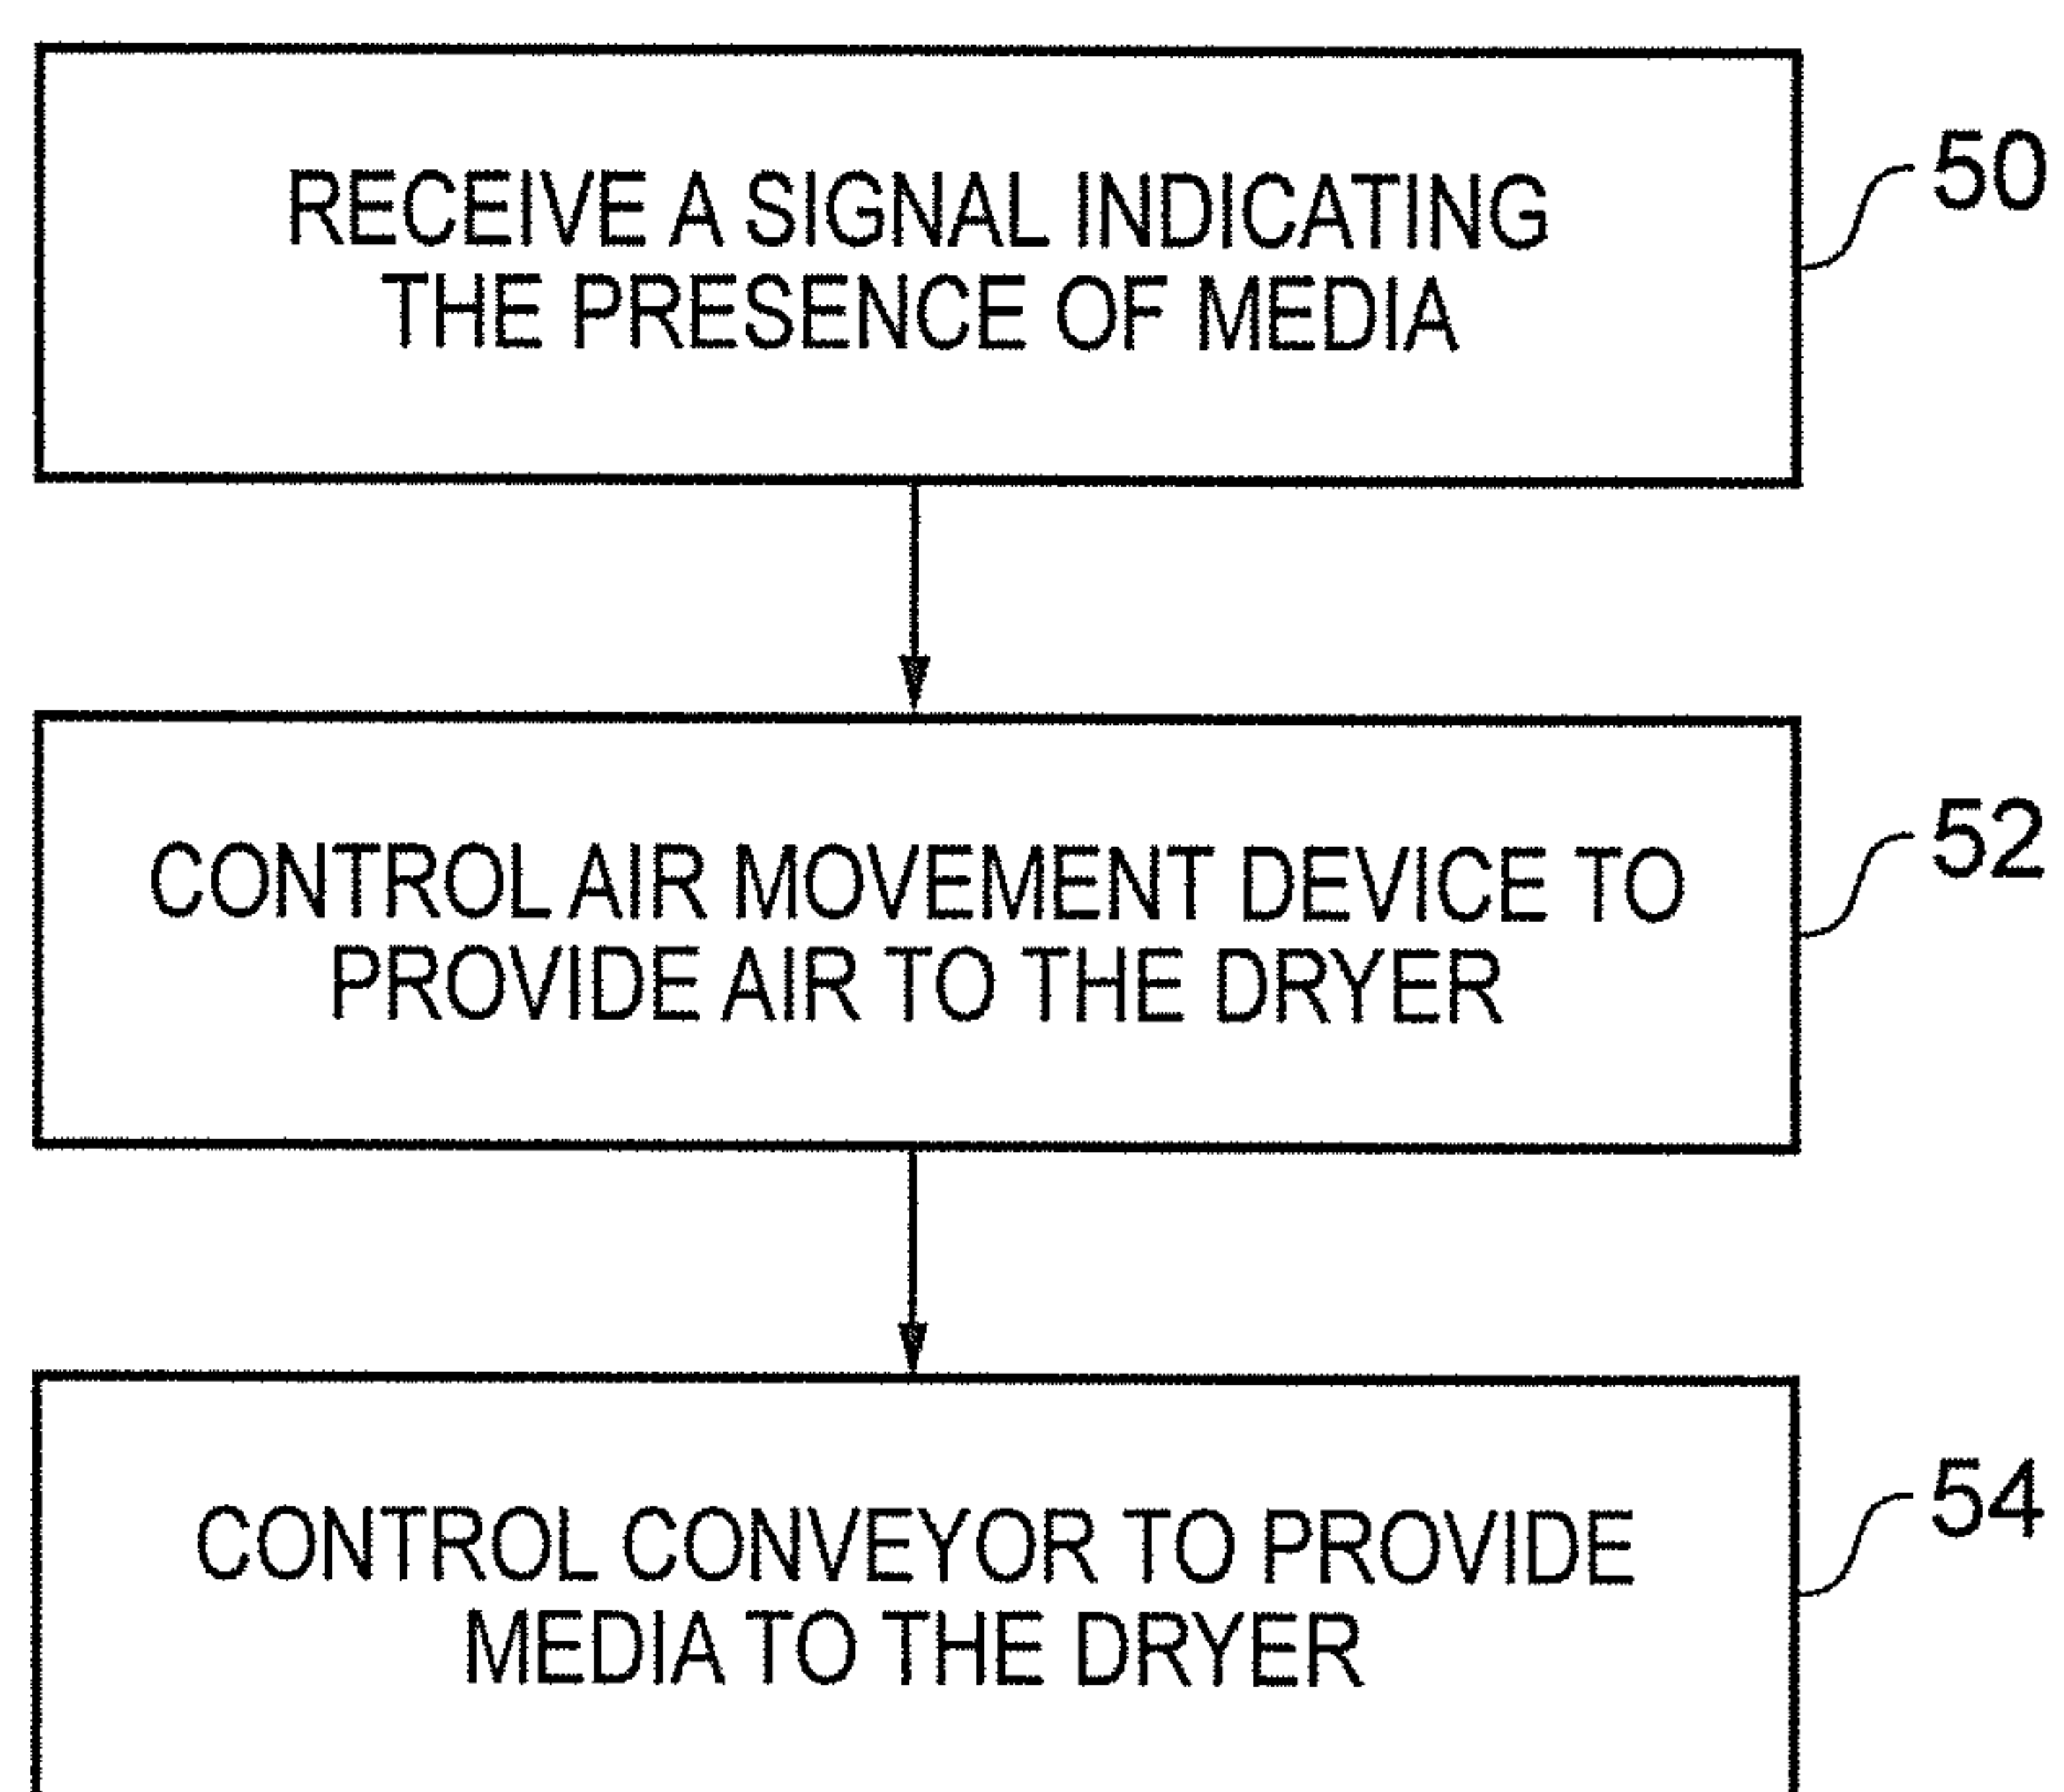 RECEIVE A SIGNAL INDICATING
THE PRESENCE OF MEDIA
50
CONTROL AIR MOVEMENT DEVICE TO
PROVIDE AIR TO THE DRYER
52
CONTROL CONVEYOR TO PROVIDE
MEDIA TO THE DRYER
54